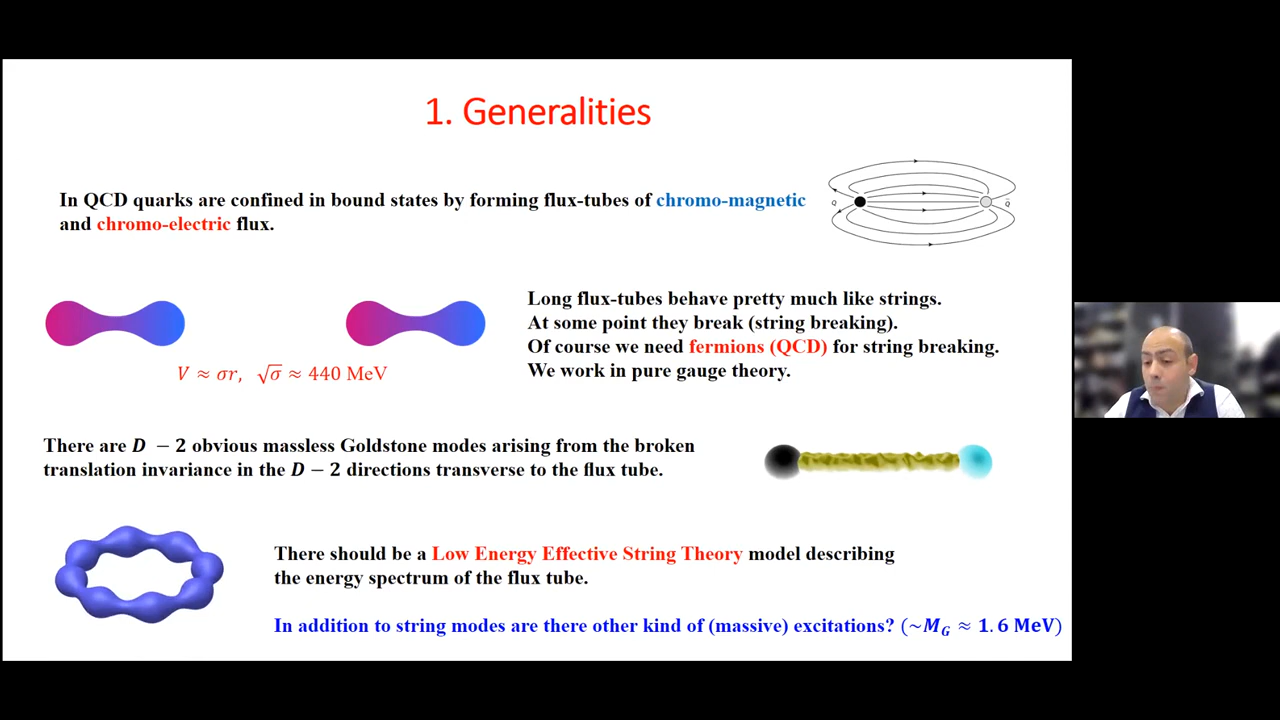 1. Generalities
In QCD quarks are confined in bound states by forming flux-tubes of chromo-magnetic
and chromo-electric flux.
Q
Q̄
Long flux-tubes behave pretty much like strings.
At some point they break (string breaking).
Of course we need fermions (QCD) for string breaking.
We work in pure gauge theory.
V ≈ σr, √σ ≈ 440 MeV
There are D − 2 obvious massless Goldstone modes arising from the broken
translation invariance in the D − 2 directions transverse to the flux tube.
There should be a Low Energy Effective String Theory model describing
the energy spectrum of the flux tube.
In addition to string modes are there other kind of (massive) excitations? (~M_G ≈ 1.6 MeV)